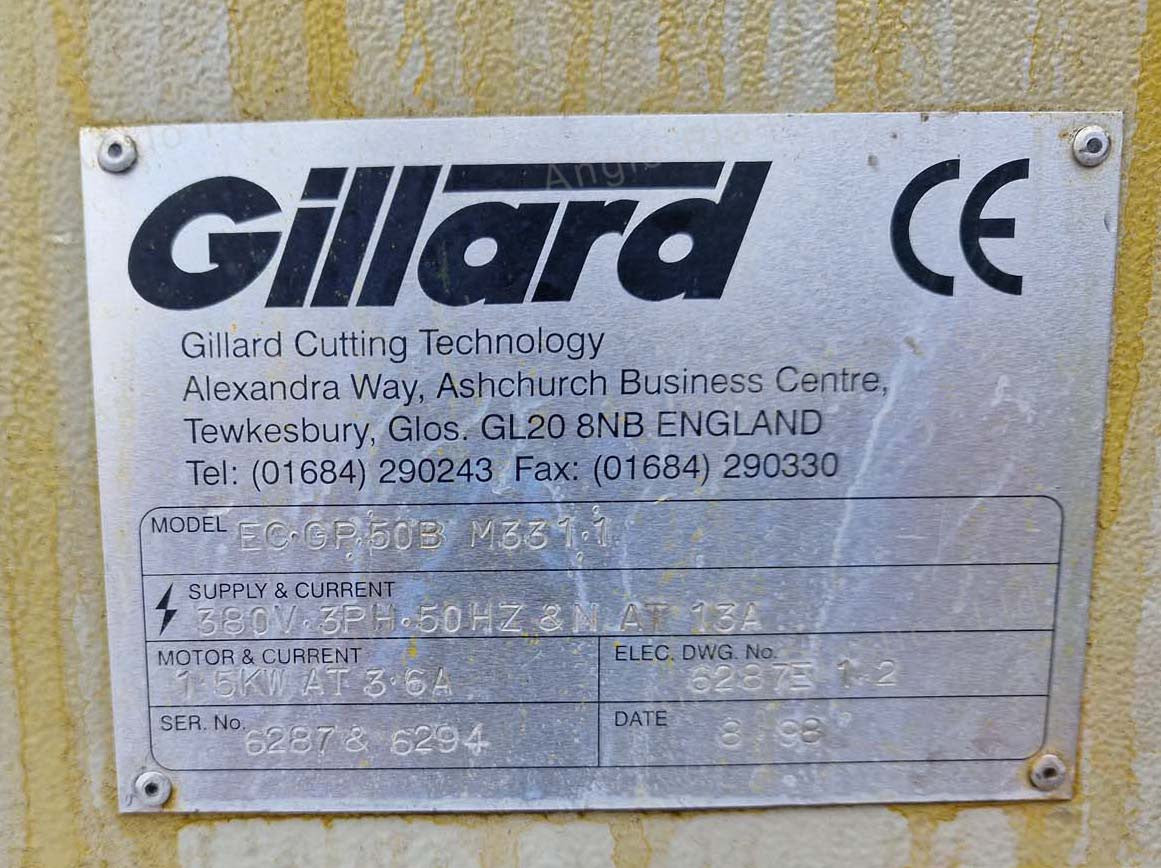 Gillard CE
Gillard Cutting Technology
Alexandra Way, Ashchurch Business Centre,
Tewkesbury, Glos. GL20 8NB ENGLAND
Tel: (01684) 290243 Fax: (01684) 290330
MODEL EC·GP·50B M331·1
SUPPLY & CURRENT
380V·3PH·50HZ & N AT 13A
MOTOR & CURRENT
1·5KW AT 3·6A
ELEC. DWG. No.
6287E 1·2
SER. No. 6287 & 6294
DATE 8 98